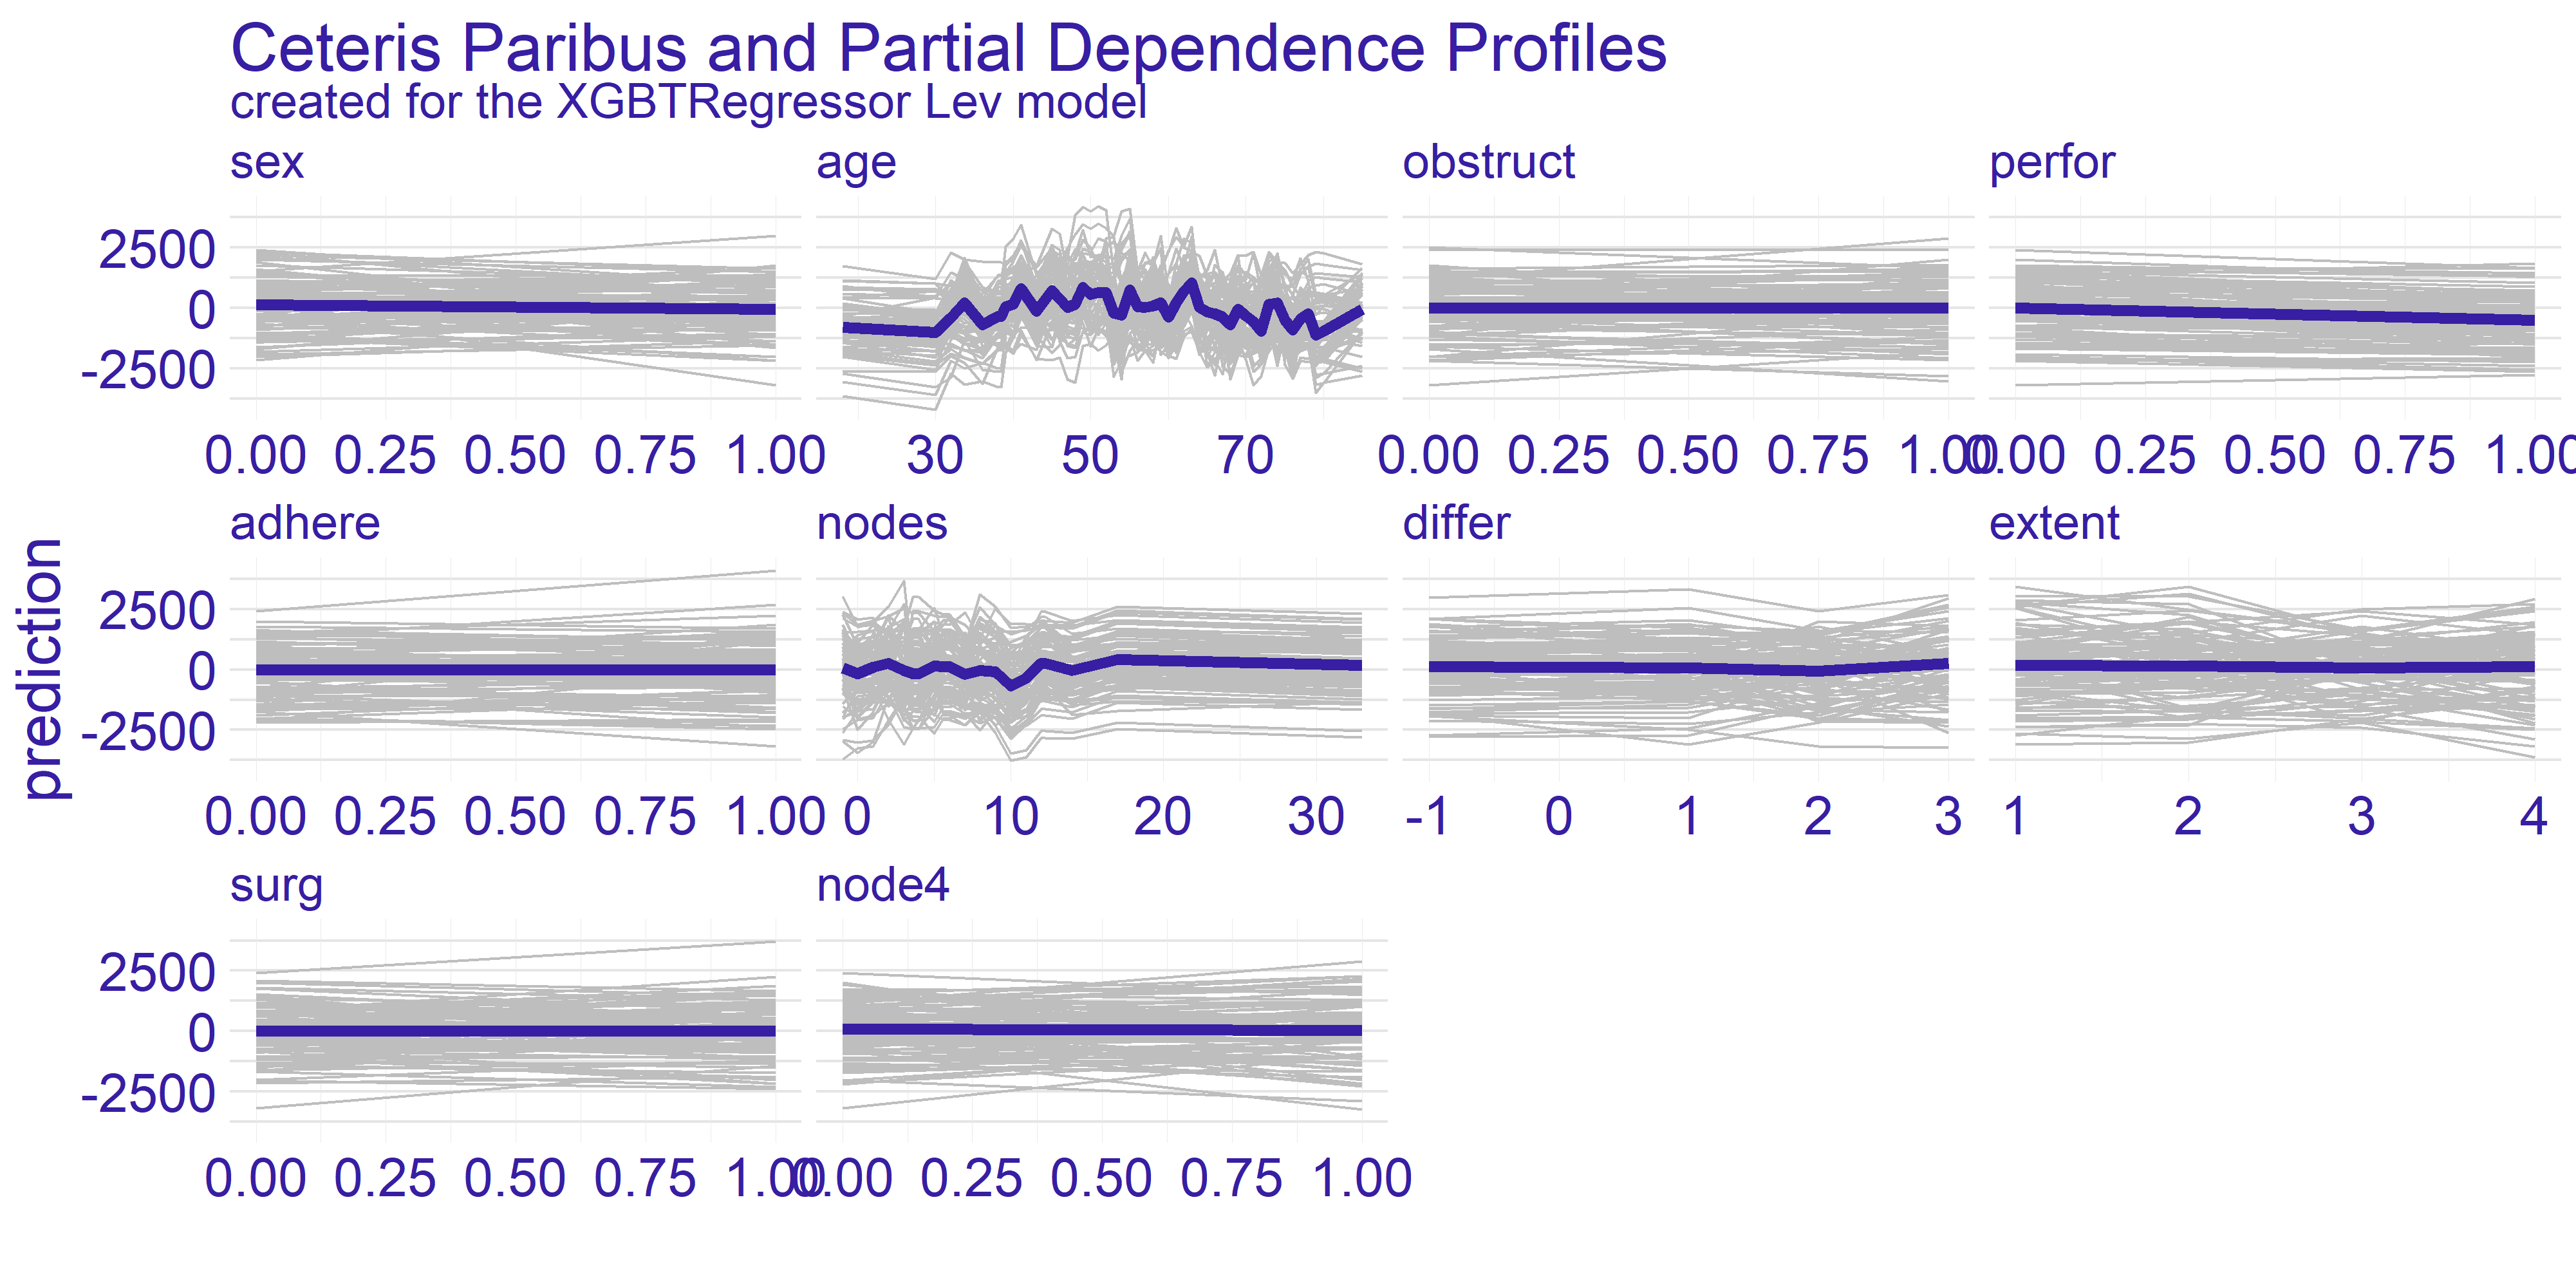 Ceteris Paribus and Partial Dependence Profiles
created for the XGBTRegressor Lev model
sex age obstruct perfor
2500
0
-2500
0.00 0.25 0.50 0.75 1.00 30 50 70 0.00 0.25 0.50 0.75 1.00 0.00 0.25 0.50 0.75 1.00
prediction
adhere nodes differ extent
2500
0
-2500
0.00 0.25 0.50 0.75 1.00 0 10 20 30 -1 0 1 2 3 1 2 3 4
surg node4
2500
0
-2500
0.00 0.25 0.50 0.75 1.00 0.00 0.25 0.50 0.75 1.00